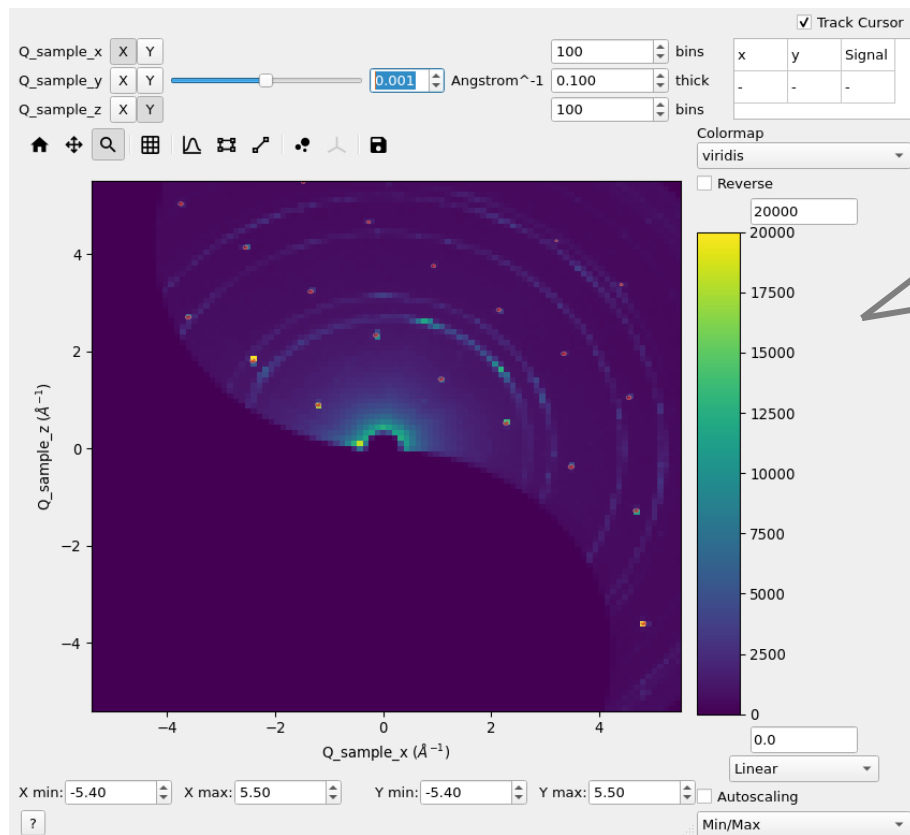 Track Cursor
Q_sample_x X Y 100 bins
x y Signal
Q_sample_y X Y 0.001 Angstrom^-1 0.100 thick
- - -
Q_sample_z X Y 100 bins
Colormap
viridis
Reverse
20000
20000
17500
15000
12500
10000
7500
5000
2500
0
4
2
0
−2
−4
Q_sample_z (Å⁻¹)
−4 −2 0 2 4
Q_sample_x (Å⁻¹)
0.0
Linear
X min: -5.40 X max: 5.50 Y min: -5.40 Y max: 5.50
Autoscaling
? Min/Max